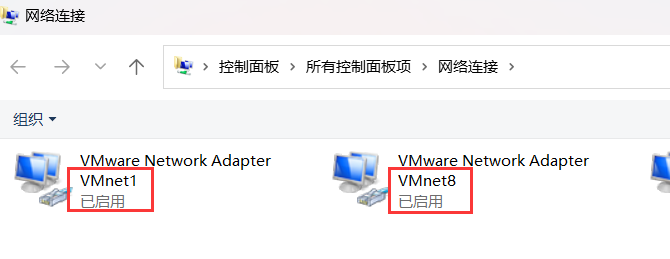 网络连接
控制面板 › 所有控制面板项 › 网络连接 ›
组织
VMware Network Adapter
VMnet1
已启用
VMware Network Adapter
VMnet8
已启用